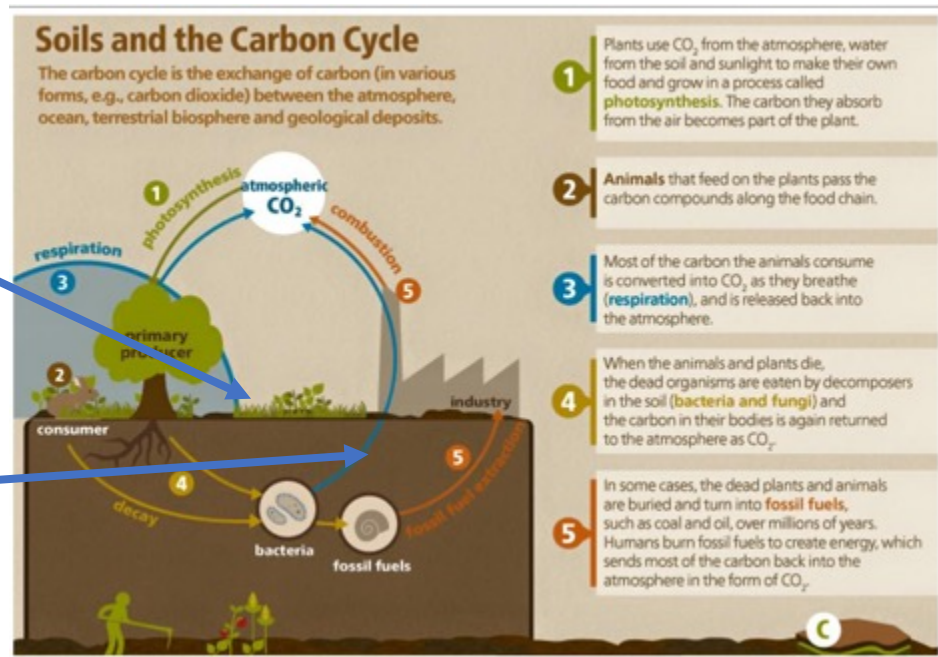 Soils and the Carbon Cycle
The carbon cycle is the exchange of carbon (in various
forms, e.g., carbon dioxide) between the atmosphere,
ocean, terrestrial biosphere and geological deposits.
1
photosynthesis
atmospheric
CO₂
combustion
5
respiration
3
primary
producer
2
consumer
industry
4
decay
bacteria
fossil fuels
5
fossil fuel extraction
1
Plants use CO₂ from the atmosphere, water
from the soil and sunlight to make their own
food and grow in a process called
photosynthesis. The carbon they absorb
from the air becomes part of the plant.
2
Animals that feed on the plants pass the
carbon compounds along the food chain.
3
Most of the carbon the animals consume
is converted into CO₂ as they breathe
(respiration), and is released back into
the atmosphere.
4
When the animals and plants die,
the dead organisms are eaten by decomposers
in the soil (bacteria and fungi) and
the carbon in their bodies is again returned
to the atmosphere as CO₂.
5
In some cases, the dead plants and animals
are buried and turn into fossil fuels,
such as coal and oil, over millions of years.
Humans burn fossil fuels to create energy, which
sends most of the carbon back into the
atmosphere in the form of CO₂.
C